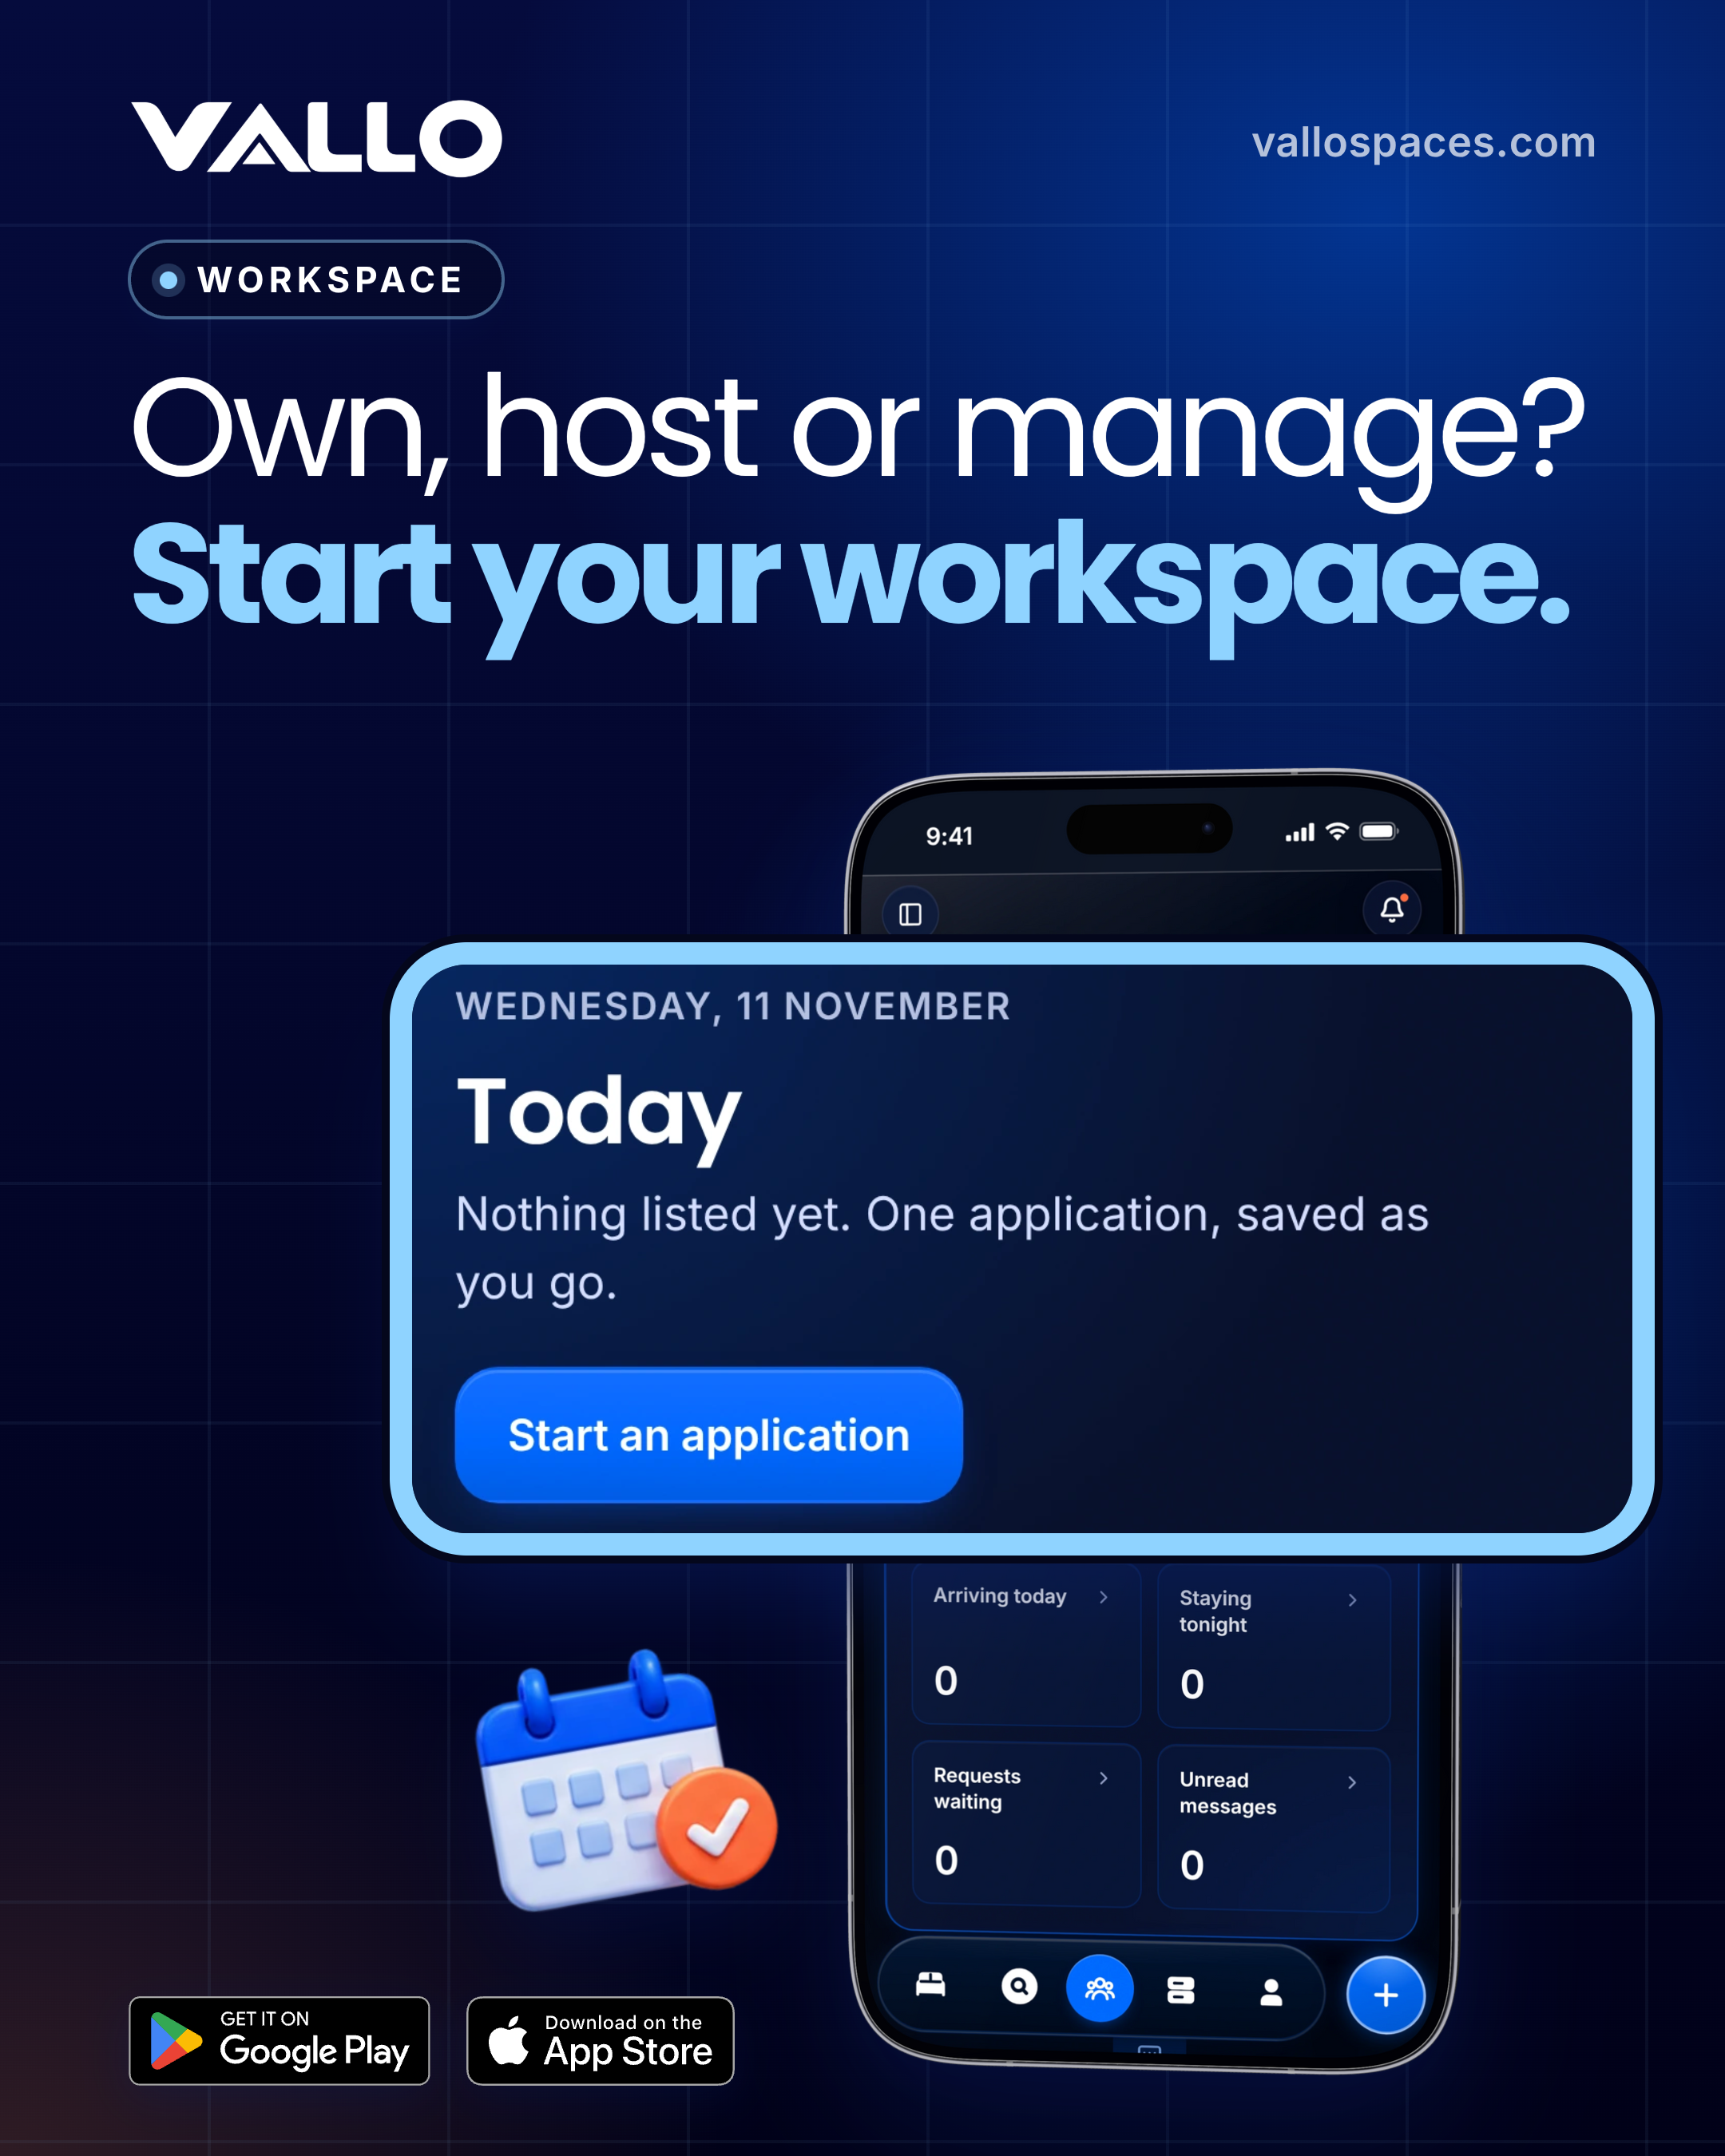 VALLO
vallospaces.com
WORKSPACE
Own, host or manage?
Start your workspace.
9:41
WEDNESDAY, 11 NOVEMBER
Today
Nothing listed yet. One application, saved as
you go.
Start an application
Arriving today
0
Staying
tonight
0
Requests
waiting
0
Unread
messages
0
GET IT ON
Google Play
Download on the
App Store